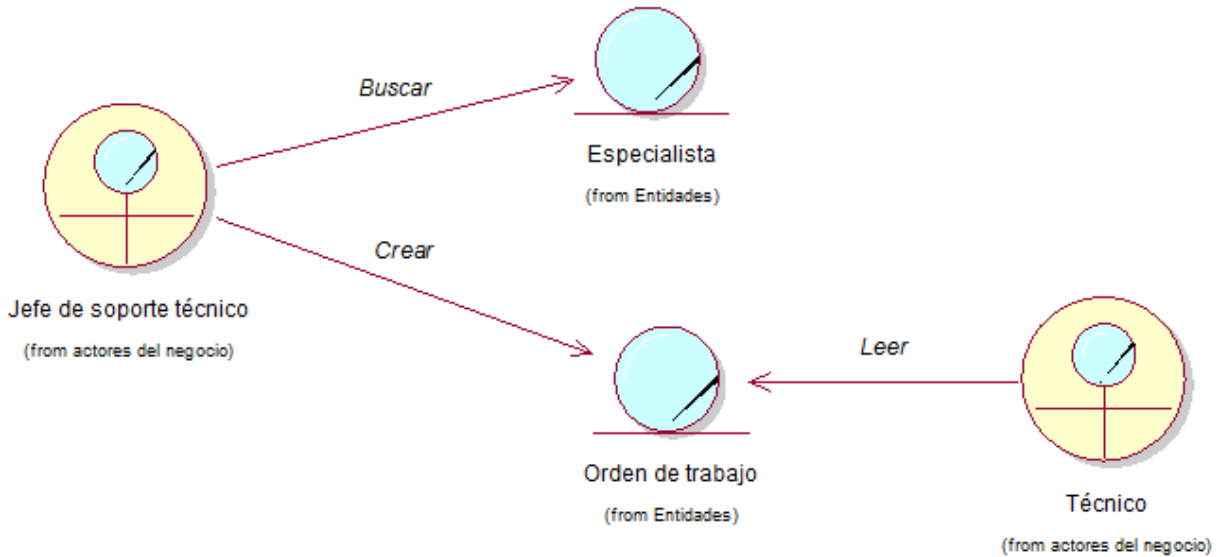 Buscar
Especialista
(from Entidades)
Crear
Jefe de soporte técnico
(from actores del negocio)
Leer
Orden de trabajo
(from Entidades)
Técnico
(from actores del negocio)